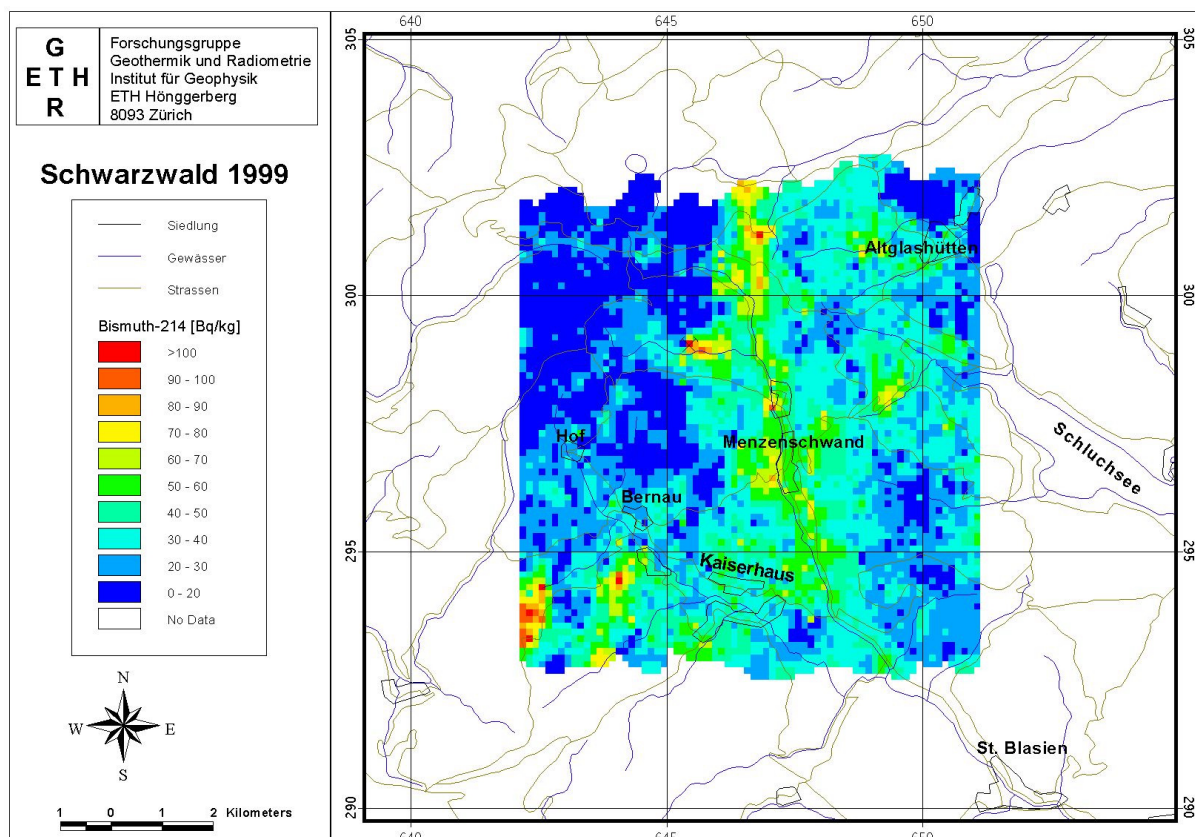 G
E T H
R
Forschungsgruppe
Geothermik und Radiometrie
Institut für Geophysik
ETH Hönggerberg
8093 Zürich
Schwarzwald 1999
Siedlung
Gewässer
Strassen
Bismuth-214 [Bq/kg]
>100
90 - 100
80 - 90
70 - 80
60 - 70
50 - 60
40 - 50
30 - 40
20 - 30
0 - 20
No Data
N
W E
S
1 0 1 2 Kilometers
640 645 650
305 305
Altglashütten
300 300
Hof
Menzenschwand
Schluchsee
Bernau
295 295
Kaiserhaus
St. Blasien
290 290
640 645 650